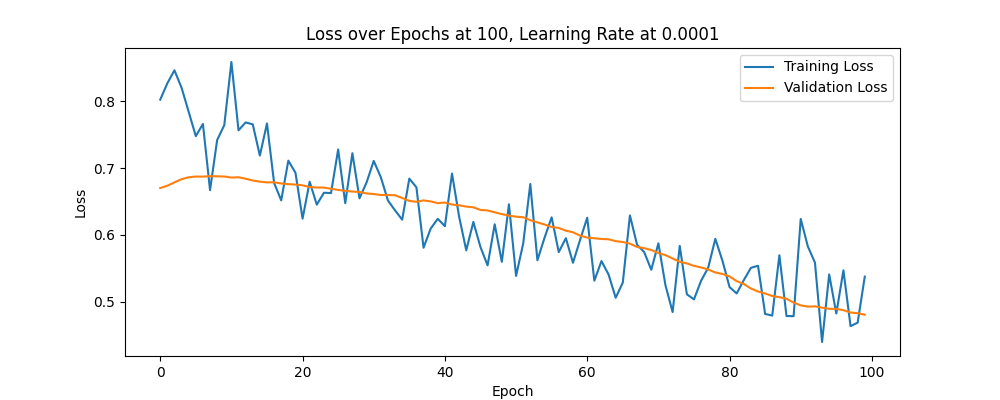 Loss over Epochs at 100, Learning Rate at 0.0001
Training Loss
Validation Loss
0.8
0.7
0.6
0.5
Loss
0
20
40
60
80
100
Epoch